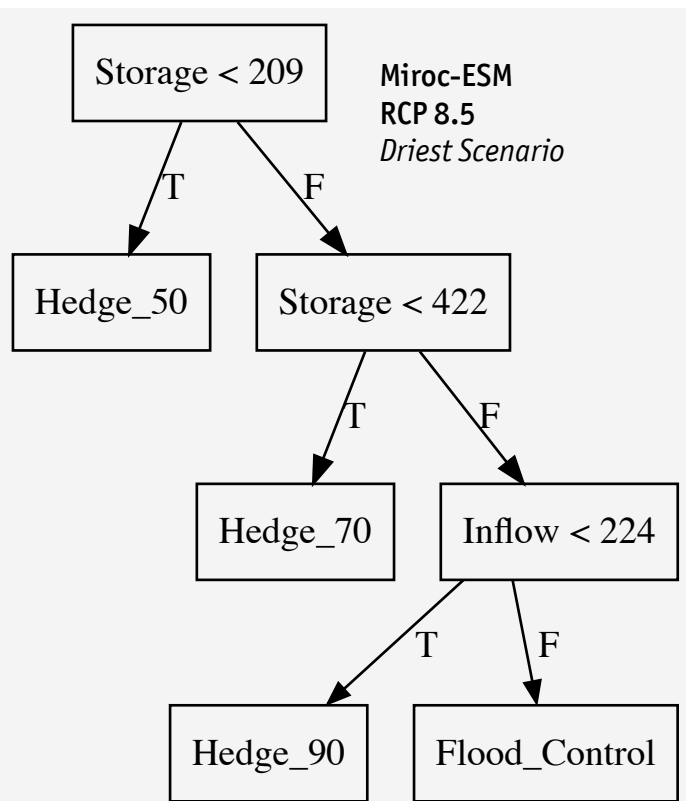 Storage < 209
Miroc-ESM
RCP 8.5
Driest Scenario
T
F
Hedge_50
Storage < 422
T
F
Hedge_70
Inflow < 224
T
F
Hedge_90
Flood_Control